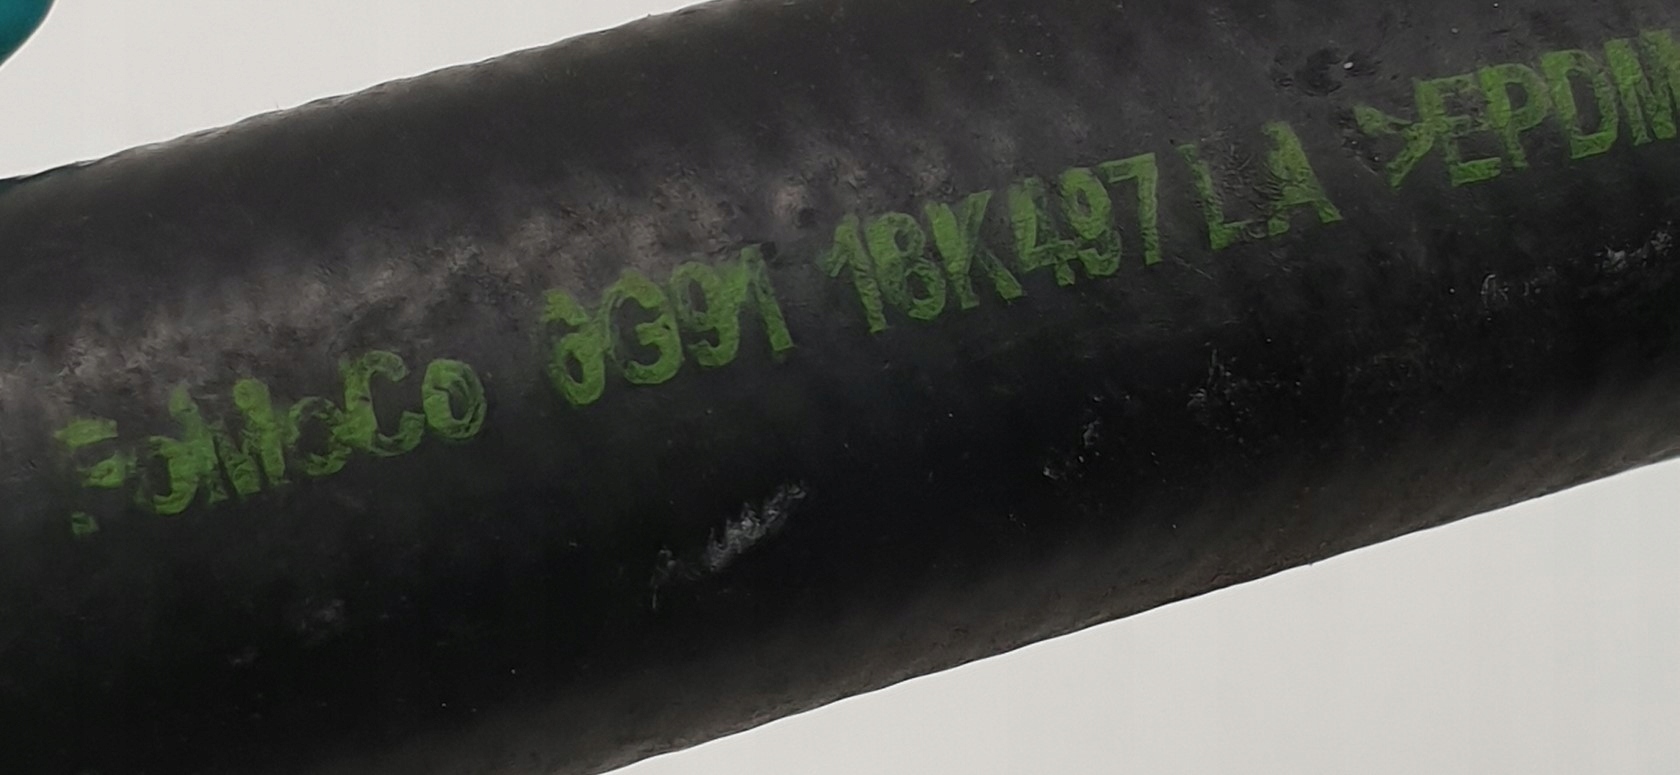 FoMoCo 6G91 18K497 LA >EPDM